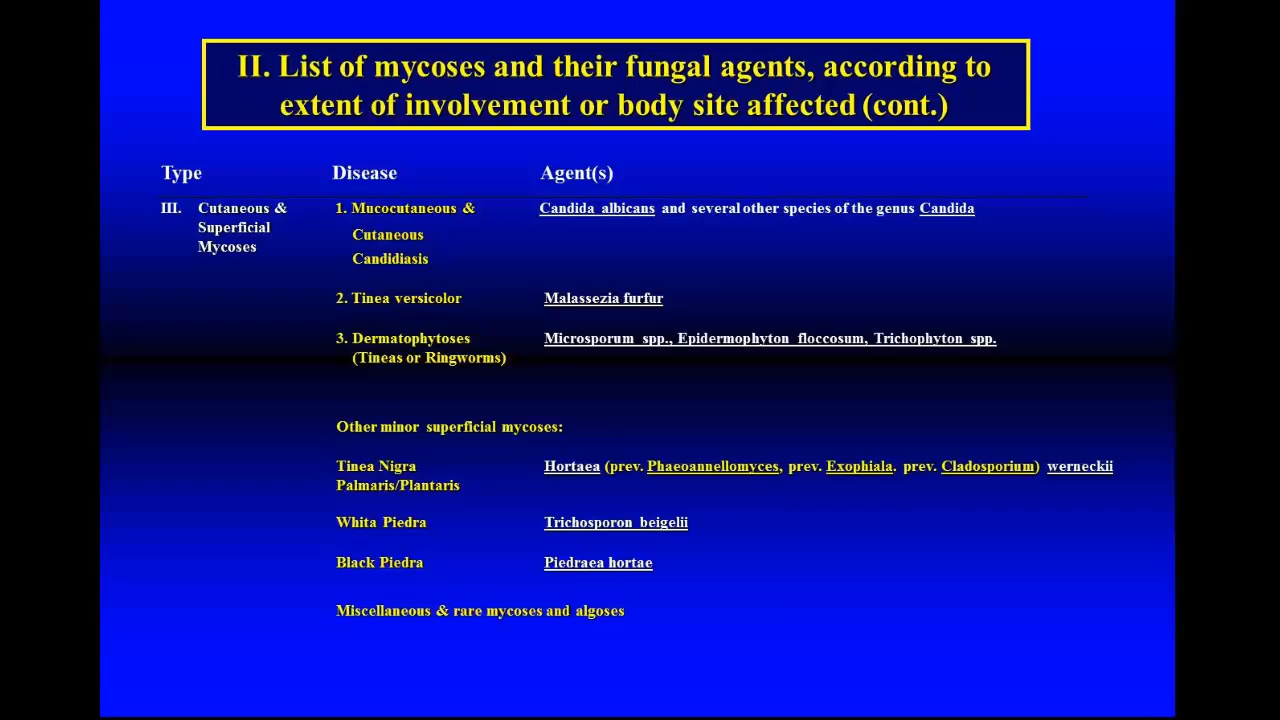 II. List of mycoses and their fungal agents, according to
extent of involvement or body site affected (cont.)
Type Disease Agent(s)
III. Cutaneous & 1. Mucocutaneous & Candida albicans and several other species of the genus Candida
Superficial
Cutaneous
Mycoses
Candidiasis
2. Tinea versicolor Malassezia furfur
3. Dermatophytoses Microsporum spp., Epidermophyton floccosum, Trichophyton spp.
(Tineas or Ringworms)
Other minor superficial mycoses:
Tinea Nigra Hortaea (prev. Phaeoannellomyces, prev. Exophiala. prev. Cladosporium) werneckii
Palmaris/Plantaris
Whita Piedra Trichosporon beigelii
Black Piedra Piedraea hortae
Miscellaneous & rare mycoses and algoses